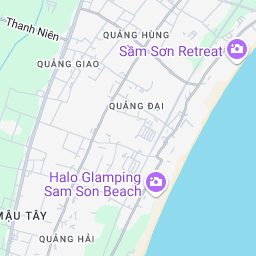 Thanh Niên
QUẢNG HÙNG
Sầm Sơn Retreat
QUẢNG GIAO
QUẢNG ĐẠI
Halo Glamping
Sam Son Beach
MẬU TÂY
QUẢNG HẢI